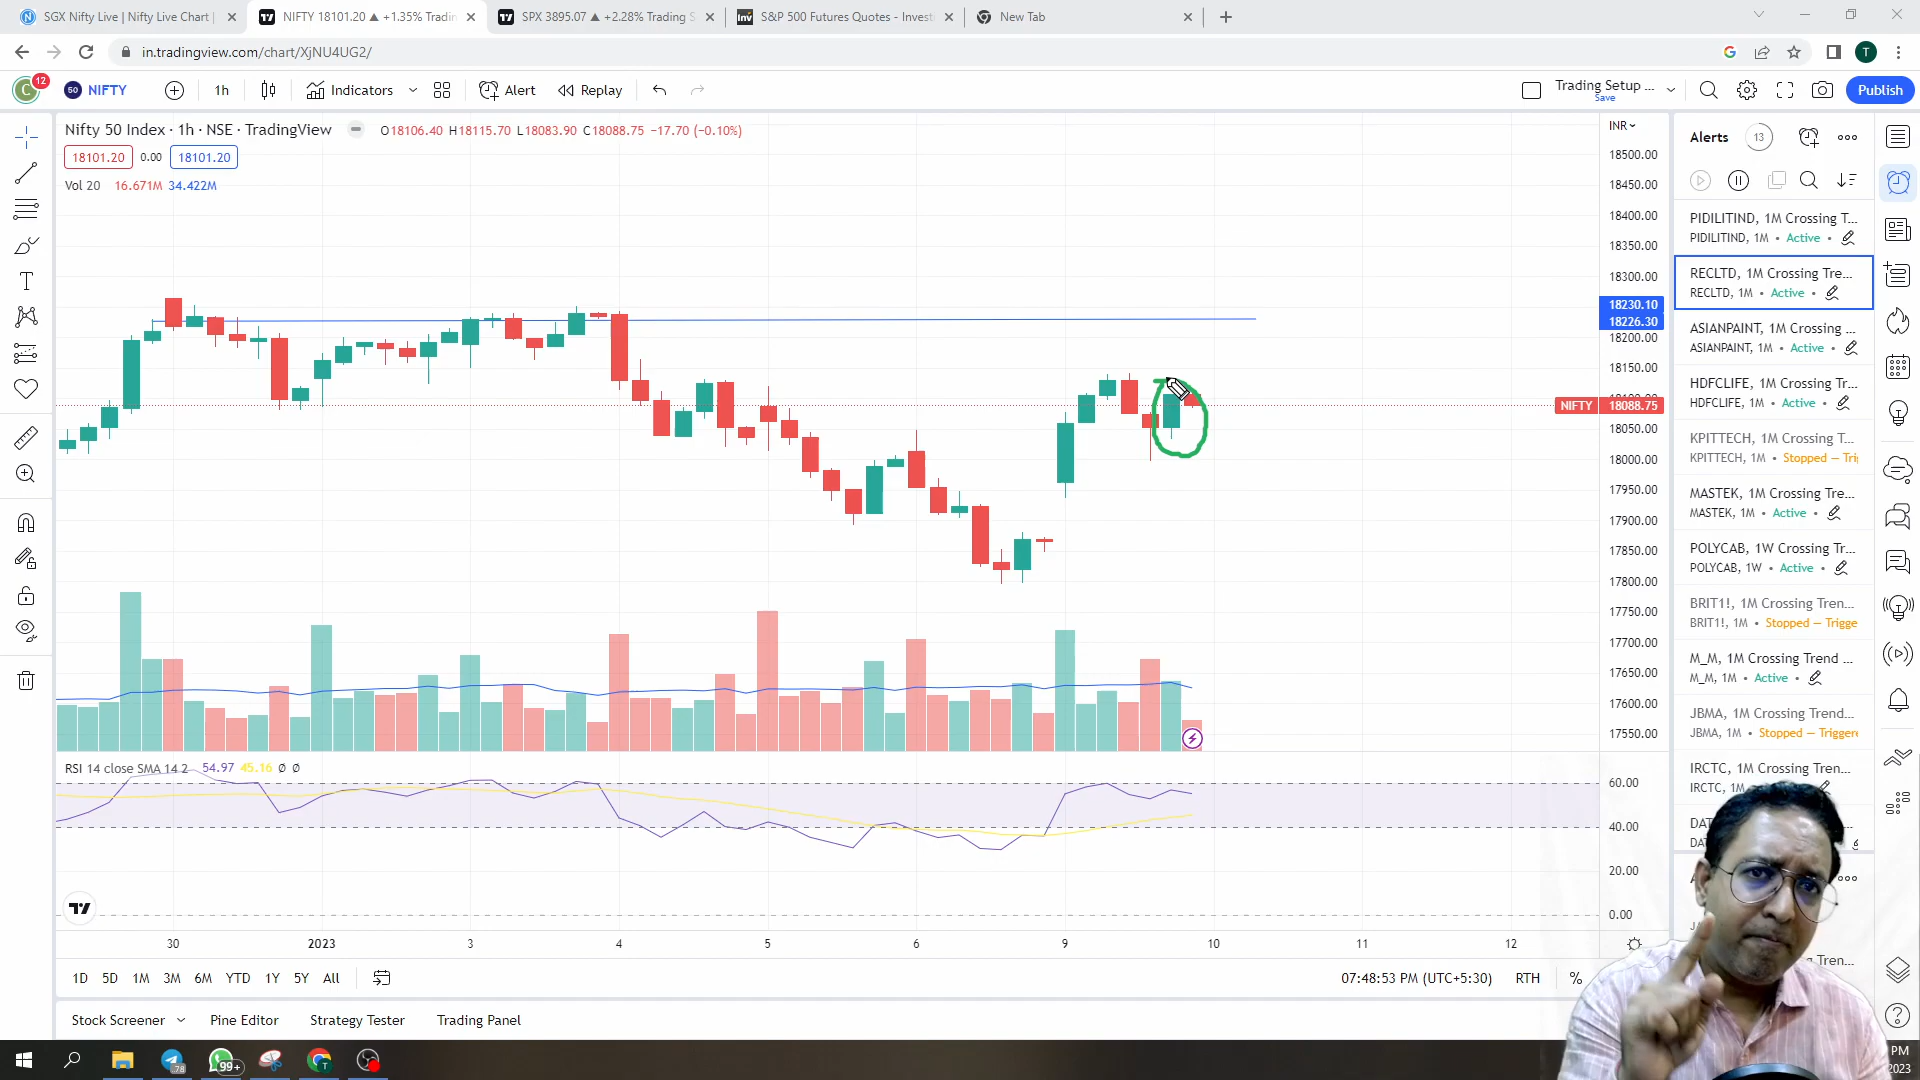 SGX Nifty Live | Nifty Live Chart |
NIFTY 18101.20 ▲ +1.35% Tradin
SPX 3895.07 ▲ +2.28% Trading S
Inv
S&P 500 Futures Quotes - Invest
New Tab
in.tradingview.com/chart/XjNU4UG2/
T
C
12
50
NIFTY
1h
Indicators
Alert
Replay
Trading Setup ...
Save
Publish
Nifty 50 Index · 1h · NSE · TradingView
O18106.40 H18115.70 L18083.90 C18088.75 −17.70 (−0.10%)
18101.20
0.00
18101.20
Vol 20 16.671M 34.422M
INR
18500.00
18450.00
18400.00
18350.00
18300.00
18230.10
18226.30
18200.00
18150.00
NIFTY 18088.75
18050.00
18000.00
17950.00
17900.00
17850.00
17800.00
17750.00
17700.00
17650.00
17600.00
17550.00
RSI 14 close SMA 14 2 54.97 45.16 Ø Ø
60.00
40.00
20.00
0.00
30
2023
3
4
5
6
9
10
11
12
1D 5D 1M 3M 6M YTD 1Y 5Y All
07:48:53 PM (UTC+5:30)
RTH
%
Stock Screener
Pine Editor
Strategy Tester
Trading Panel
Alerts
13
PIDILITIND, 1M Crossing T...
PIDILITIND, 1M • Active •
RECLTD, 1M Crossing Tre...
RECLTD, 1M • Active •
ASIANPAINT, 1M Crossing ...
ASIANPAINT, 1M • Active •
HDFCLIFE, 1M Crossing Tr...
HDFCLIFE, 1M • Active •
KPITTECH, 1M Crossing T...
KPITTECH, 1M • Stopped — Tri
MASTEK, 1M Crossing Tre...
MASTEK, 1M • Active •
POLYCAB, 1W Crossing Tr...
POLYCAB, 1W • Active •
BRIT1!, 1M Crossing Tren...
BRIT1!, 1M • Stopped — Trigge
M_M, 1M Crossing Trend ...
M_M, 1M • Active •
JBMA, 1M Crossing Trend...
JBMA, 1M • Stopped — Triggere
IRCTC, 1M Crossing Tren...
IRCTC, 1M
78
99+
PM
2023